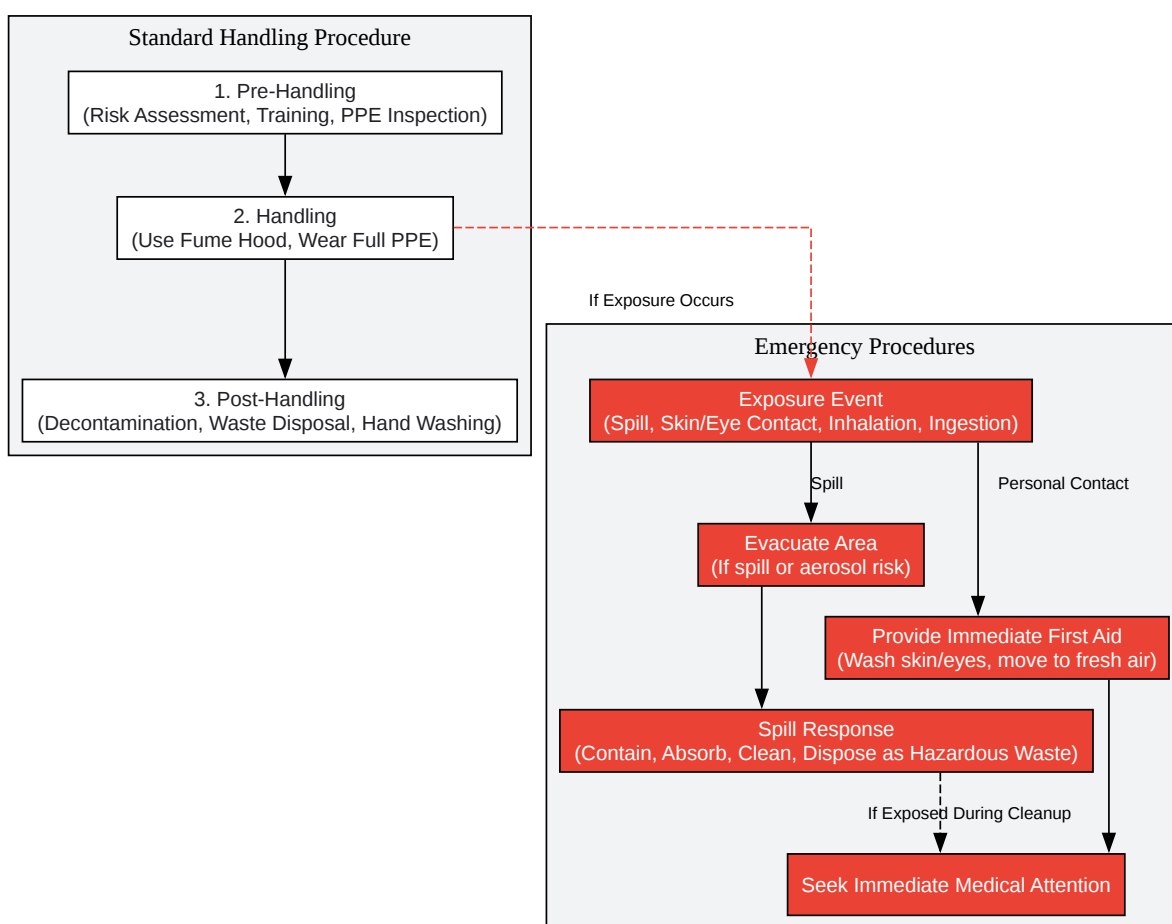 Standard Handling Procedure
1. Pre-Handling
(Risk Assessment, Training, PPE Inspection)
2. Handling
(Use Fume Hood, Wear Full PPE)
3. Post-Handling
(Decontamination, Waste Disposal, Hand Washing)
If Exposure Occurs
Emergency Procedures
Exposure Event
(Spill, Skin/Eye Contact, Inhalation, Ingestion)
Spill
Personal Contact
Evacuate Area
(If spill or aerosol risk)
Provide Immediate First Aid
(Wash skin/eyes, move to fresh air)
Spill Response
(Contain, Absorb, Clean, Dispose as Hazardous Waste)
If Exposed During Cleanup
Seek Immediate Medical Attention